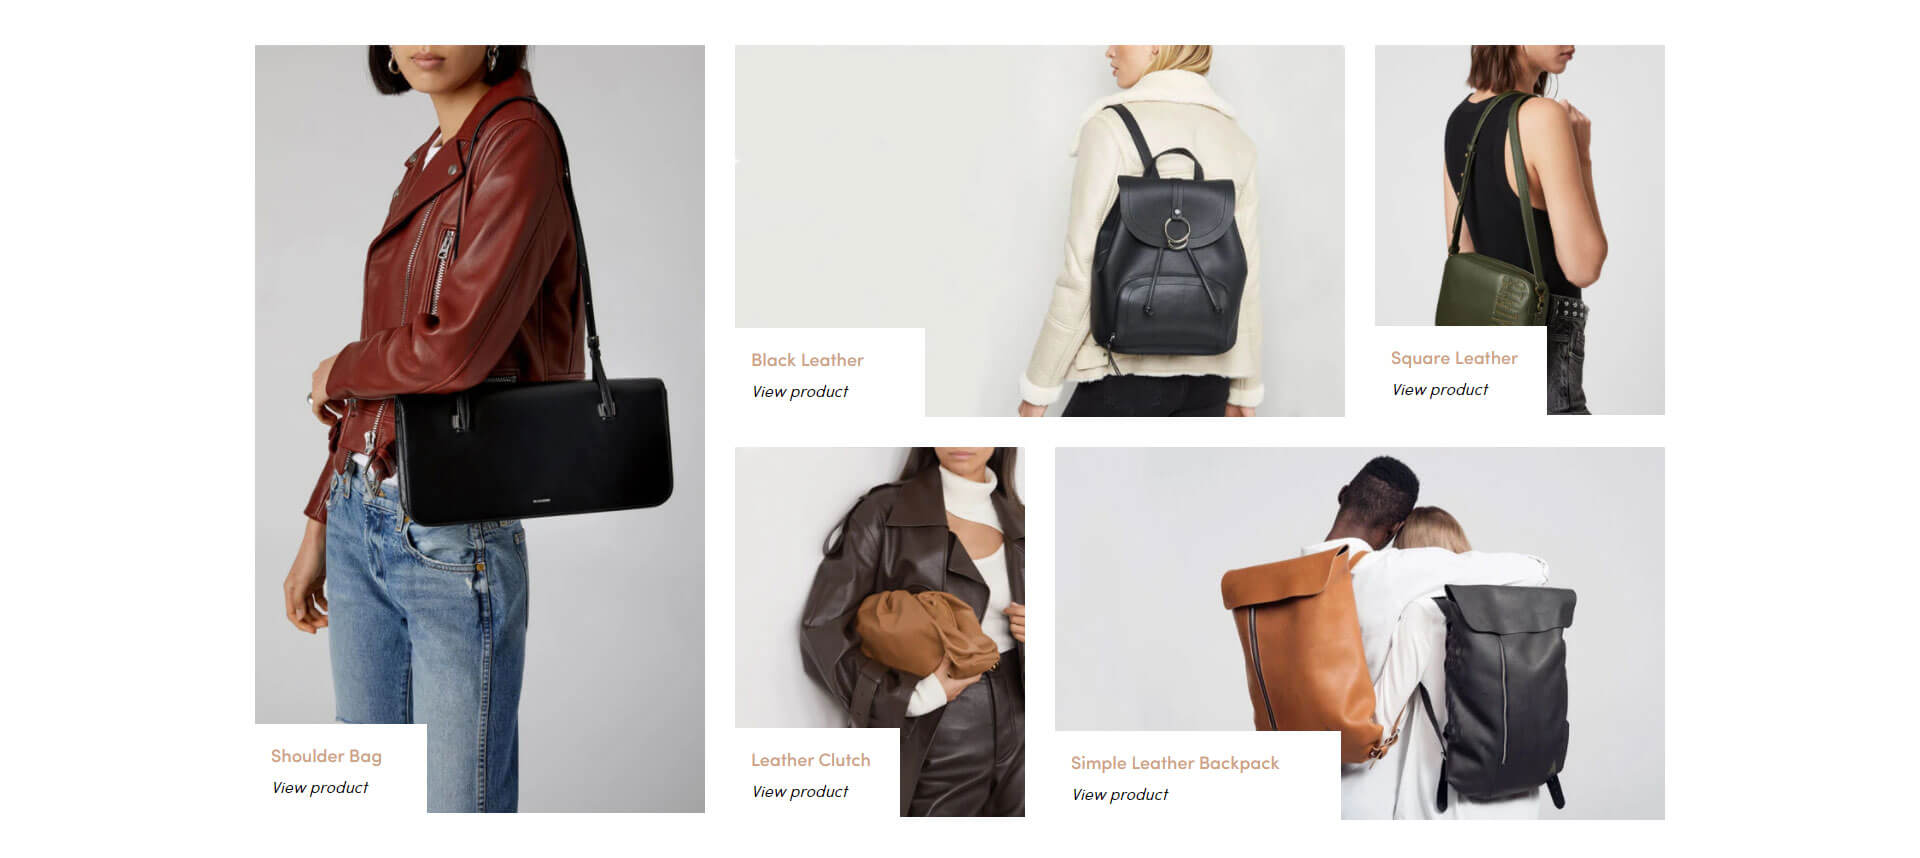 Shoulder Bag
View product
Black Leather
View product
Square Leather
View product
Leather Clutch
View product
Simple Leather Backpack
View product